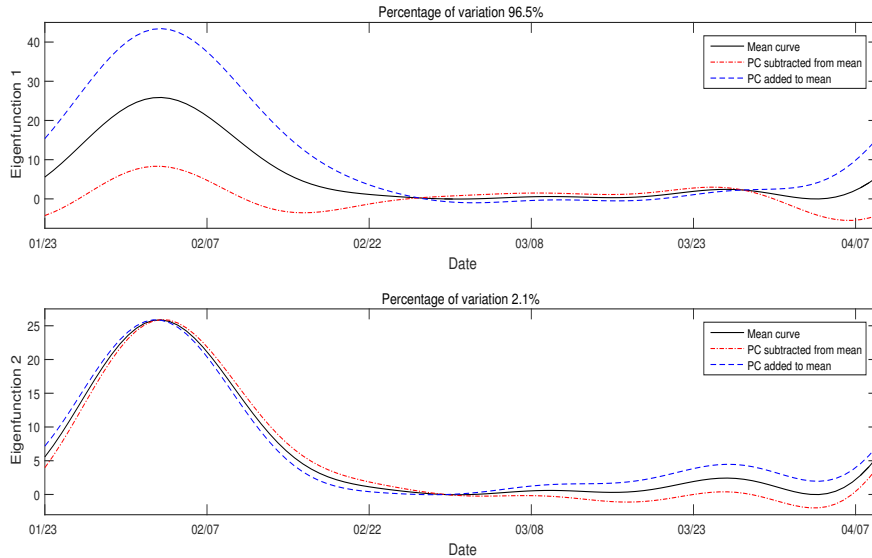 Percentage of variation 96.5%
Eigenfunction 1
40
30
20
10
0
Mean curve
PC subtracted from mean
PC added to mean
01/23 02/07 02/22 03/08 03/23 04/07
Date
Percentage of variation 2.1%
Eigenfunction 2
25
20
15
10
5
0
Mean curve
PC subtracted from mean
PC added to mean
01/23 02/07 02/22 03/08 03/23 04/07
Date